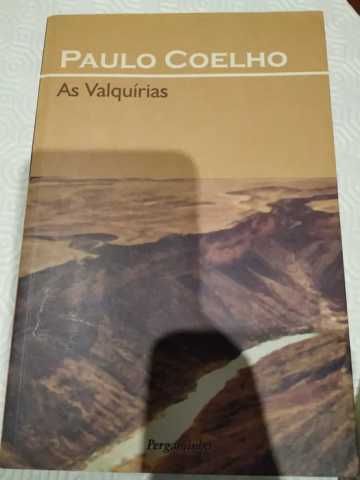 PAULO COELHO
As Valquírias
Pergaminho